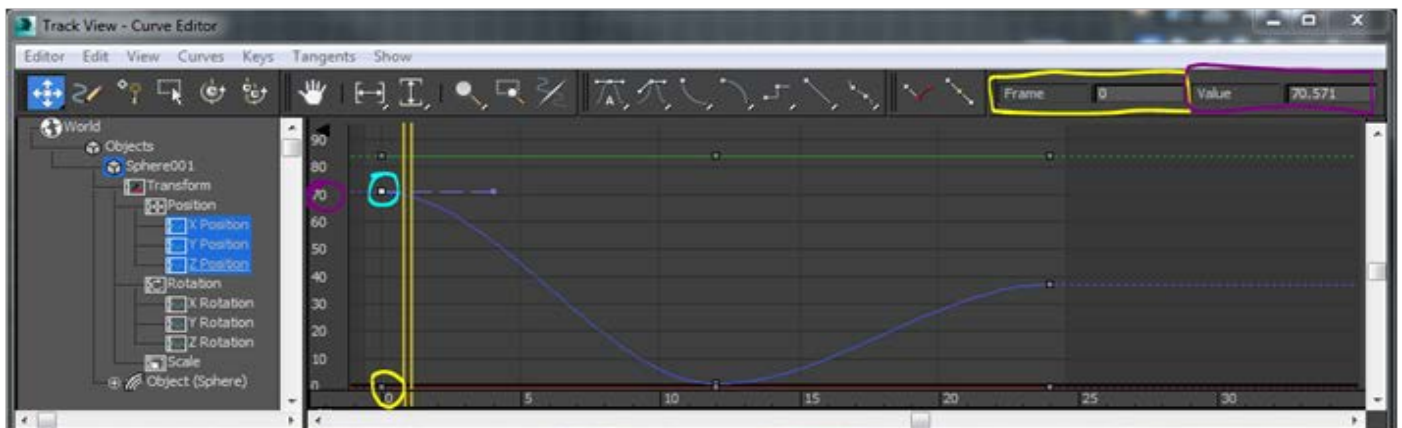 Track View - Curve Editor
Editor Edit View Curves Keys Tangents Show
Frame 0 Value 70.571
World
Objects
Sphere001
Transform
Position
X Position
Y Position
Z Position
Rotation
X Rotation
Y Rotation
Z Rotation
Scale
Object (Sphere)
90
80
70
60
50
40
30
20
10
0
0 5 10 15 20 25 30